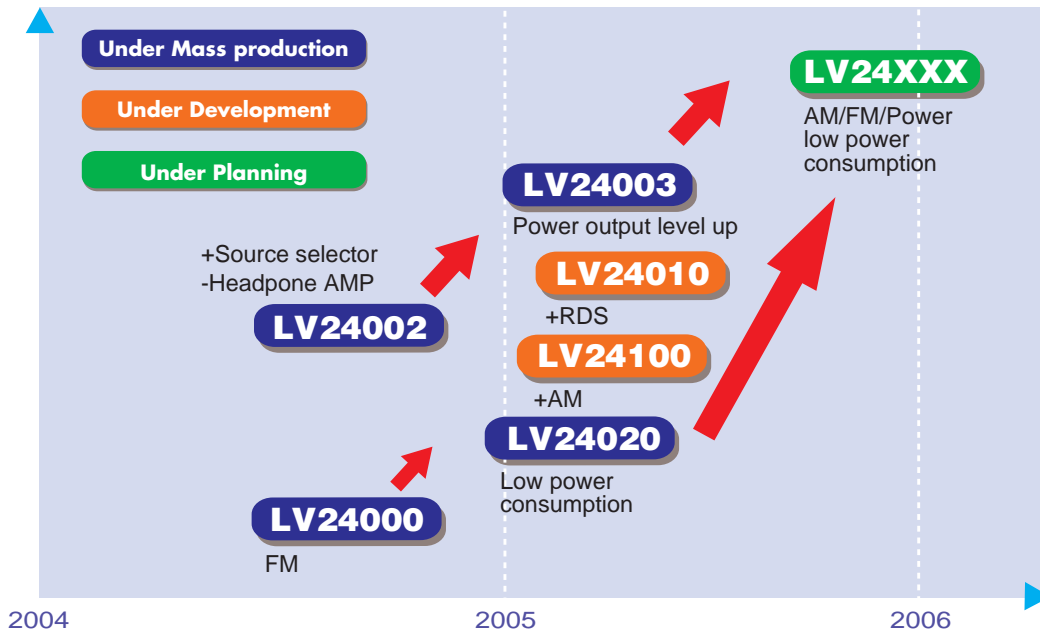 Under Mass production
Under Development
Under Planning
LV24XXX
AM/FM/Power
low power
consumption
LV24003
Power output level up
+Source selector
-Headpone AMP
LV24002
LV24010
+RDS
LV24100
+AM
LV24020
Low power
consumption
LV24000
FM
2004
2005
2006